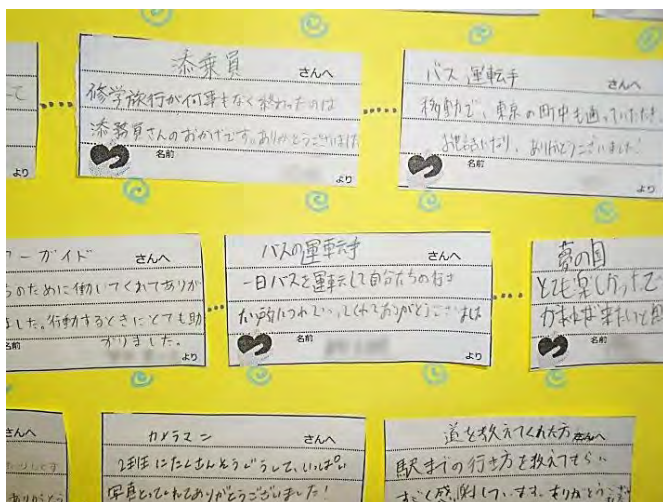 て
より
添乗員 さんへ
修学旅行が何事もなく終わったのは
添乗員さんのおかげです。ありがとうございました
名前
より
バス運転手 さんへ
移動で、東京の町中も通っていただき、
お世話になり、ありがとうございました!
名前
より
ーガイド さんへ
のために働いてくれてありが
ました。行動するときにとても助
かりました。
名前
より
バスの運転手 さんへ
一日バスを運転して自分たちの行き
たい所につれていってくれてありがとうございました
名前
より
夢の国
とても楽しかったで
来たいと
名前
さんへ
カメラマン さんへ
2日に
写真とってくれてありがとうございました!
道を教えてくれた方 さんへ
駅までの行き方を教えてもらい
すごく感謝しています。ありがとうござ